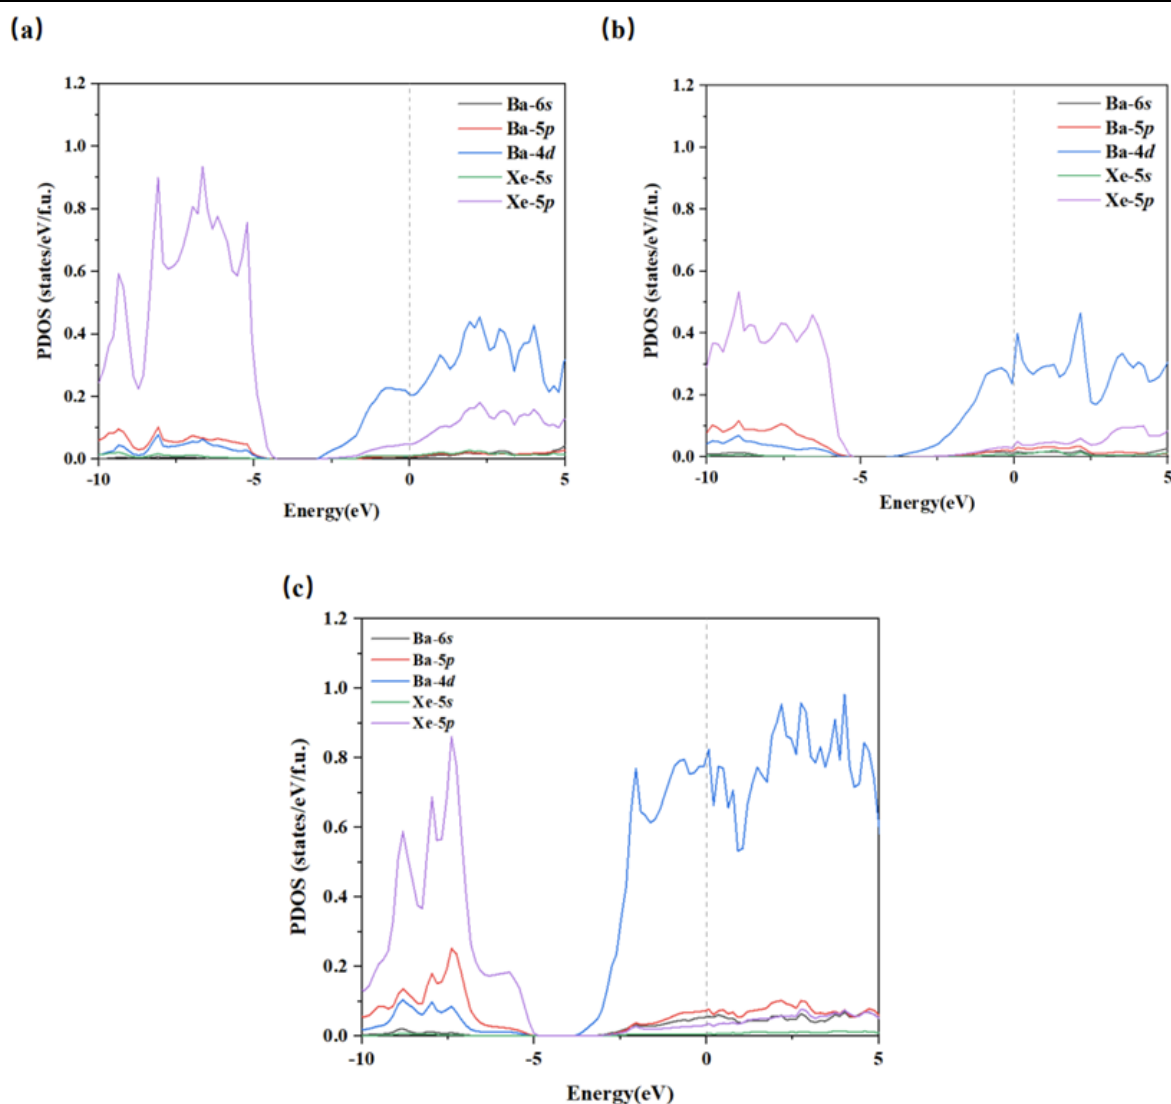 (a)
1.2
1.0
0.8
0.6
0.4
0.2
0.0
PDOS (states/eV/f.u.)
-10
-5
0
5
Energy(eV)
Ba-6s
Ba-5p
Ba-4d
Xe-5s
Xe-5p
(b)
1.2
1.0
0.8
0.6
0.4
0.2
0.0
PDOS (states/eV/f.u.)
-10
-5
0
5
Energy(eV)
Ba-6s
Ba-5p
Ba-4d
Xe-5s
Xe-5p
(c)
1.2
1.0
0.8
0.6
0.4
0.2
0.0
PDOS (states/eV/f.u.)
-10
-5
0
5
Energy(eV)
Ba-6s
Ba-5p
Ba-4d
Xe-5s
Xe-5p